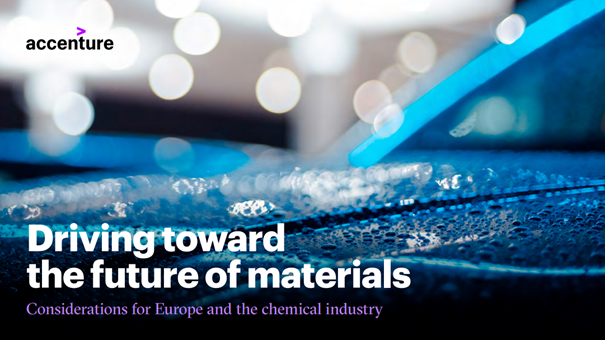 accenture
Driving toward
the future of materials
Considerations for Europe and the chemical industry